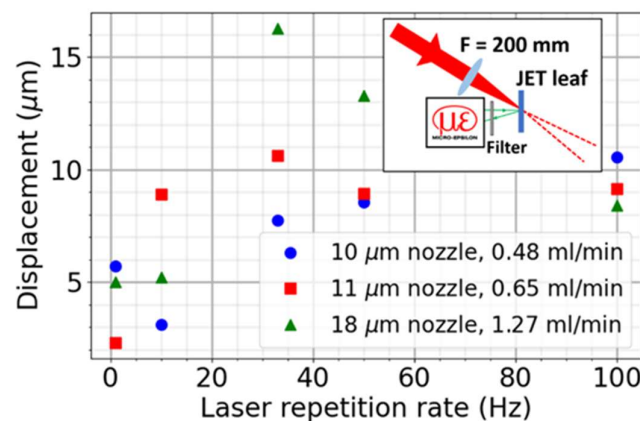 Displacement (μm)
15
10
5
F = 200 mm
JET leaf
με
MICRO-EPSILON
Filter
10 μm nozzle, 0.48 ml/min
11 μm nozzle, 0.65 ml/min
18 μm nozzle, 1.27 ml/min
0
20
40
60
80
100
Laser repetition rate (Hz)